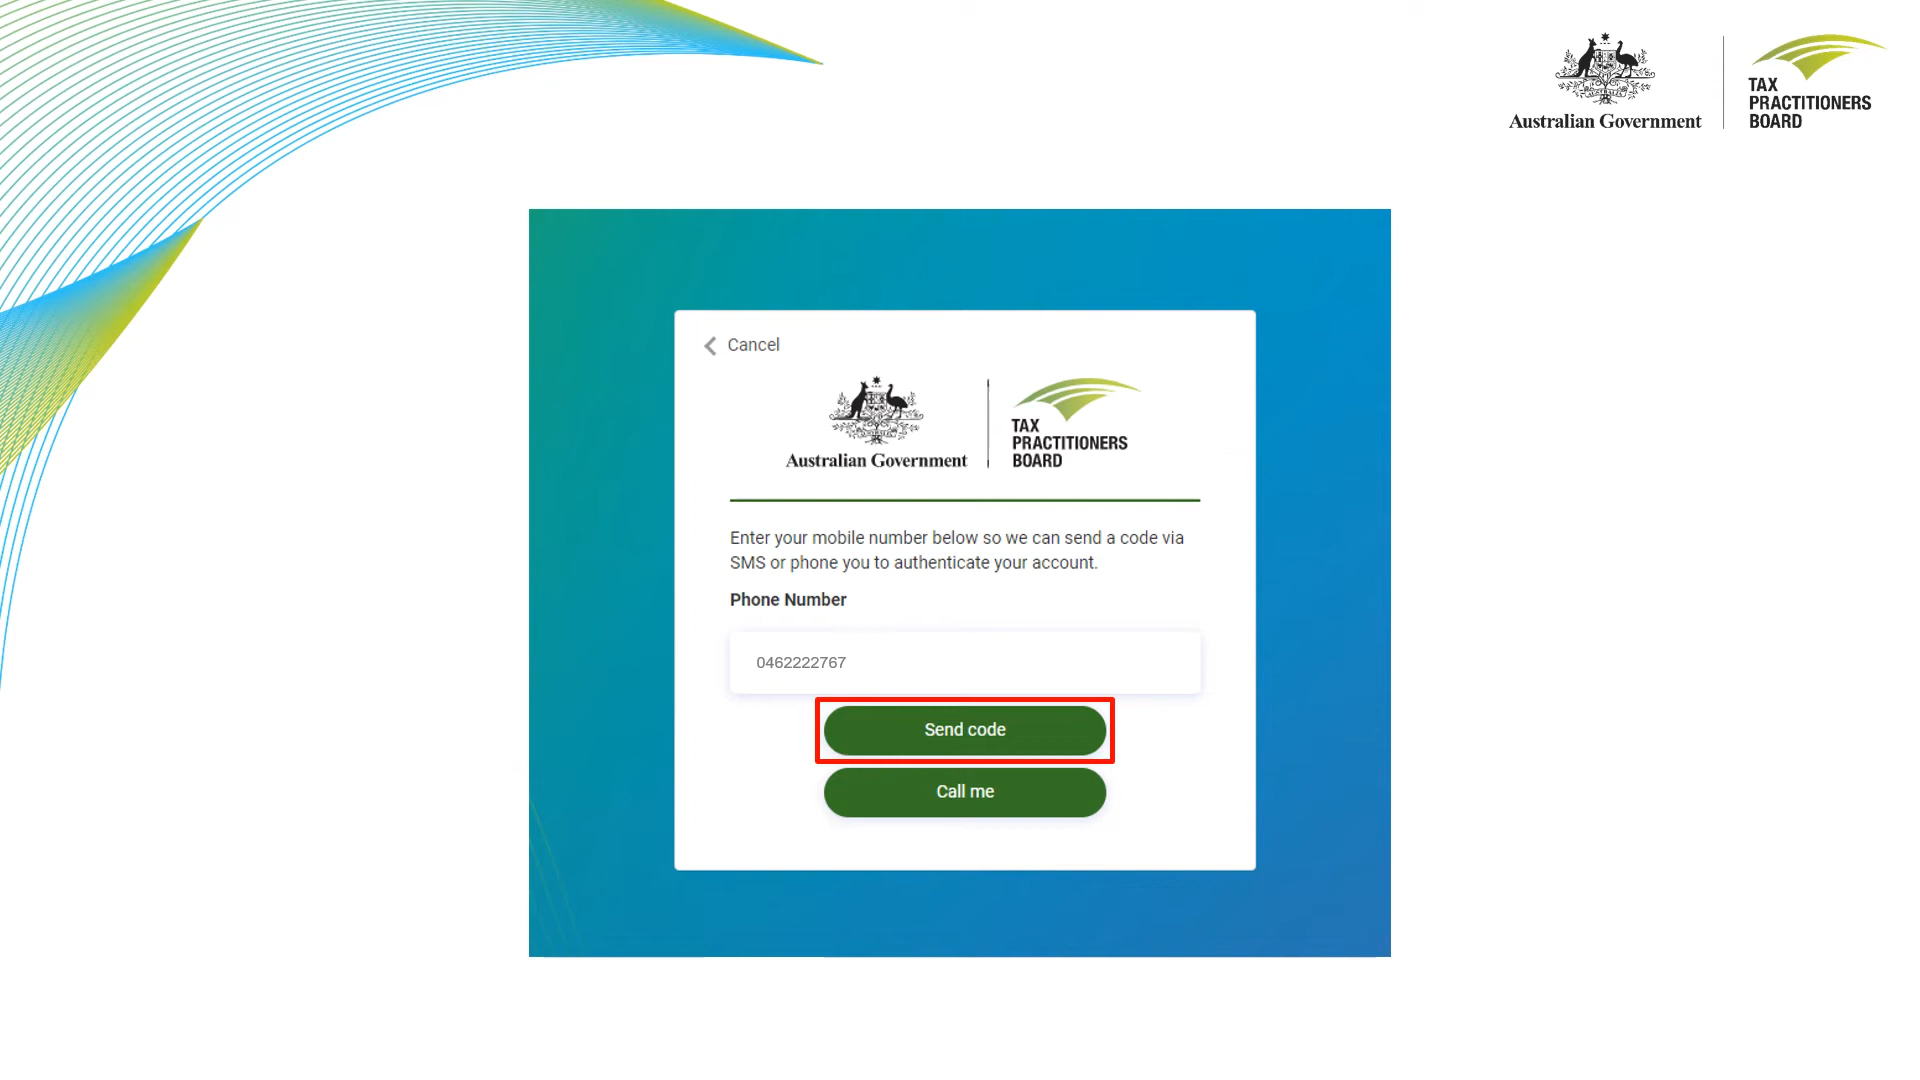 Australian Government
TAX
PRACTITIONERS
BOARD
Cancel
Australian Government
TAX
PRACTITIONERS
BOARD
Enter your mobile number below so we can send a code via
SMS or phone you to authenticate your account.
Phone Number
0462222767
Send code
Call me